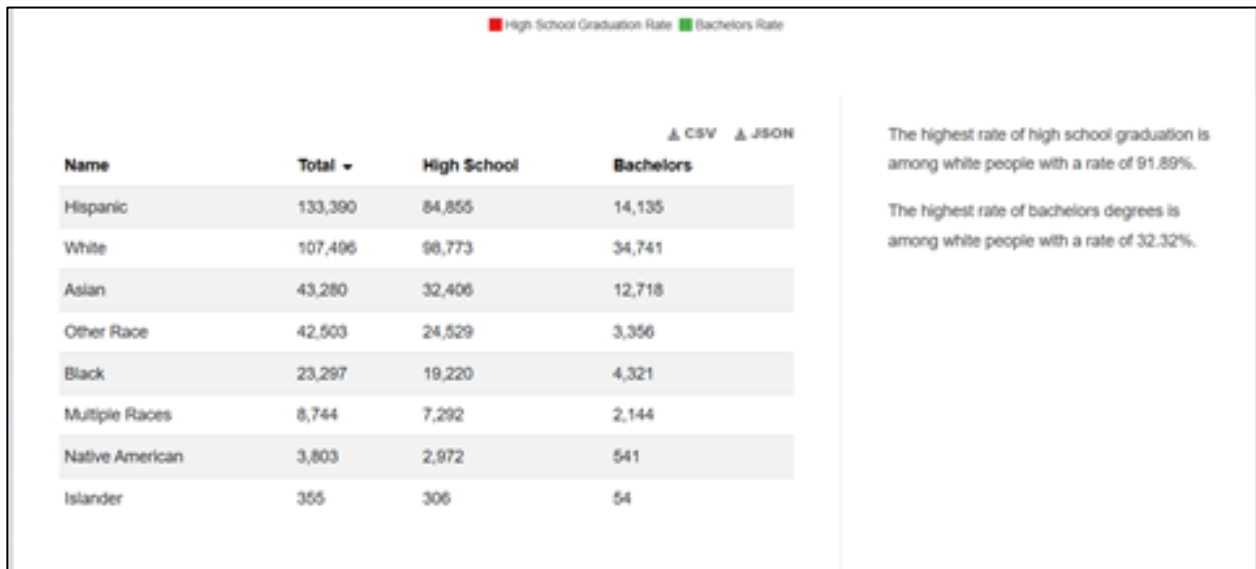 High School Graduation Rate Bachelors Rate
CSV JSON
Name Total High School Bachelors
Hispanic 133,390 84,855 14,135
White 107,496 98,773 34,741
Asian 43,280 32,406 12,718
Other Race 42,503 24,529 3,356
Black 23,297 19,220 4,321
Multiple Races 8,744 7,292 2,144
Native American 3,803 2,972 541
Islander 355 306 54
The highest rate of high school graduation is
among white people with a rate of 91.89%.
The highest rate of bachelors degrees is
among white people with a rate of 32.32%.